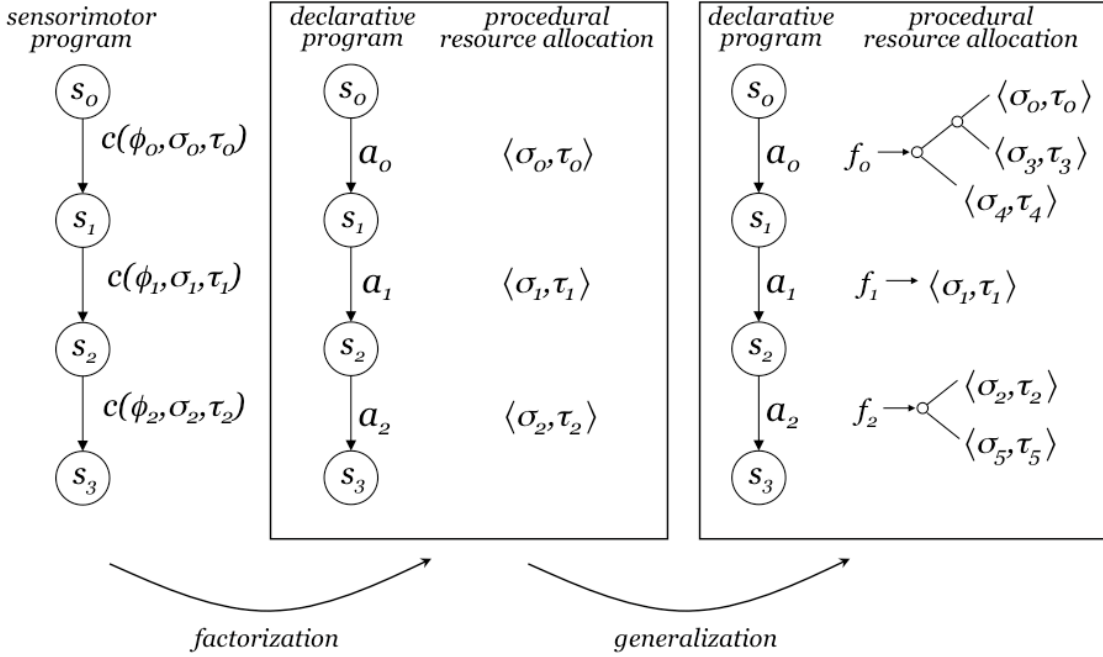 sensorimotor
program
s₀
c(ϕ₀,σ₀,τ₀)
s₁
c(ϕ₁,σ₁,τ₁)
s₂
c(ϕ₂,σ₂,τ₂)
s₃
declarative
program
procedural
resource allocation
s₀
a₀
⟨σ₀,τ₀⟩
s₁
a₁
⟨σ₁,τ₁⟩
s₂
a₂
⟨σ₂,τ₂⟩
s₃
declarative
program
procedural
resource allocation
s₀
a₀
f₀
⟨σ₀,τ₀⟩
⟨σ₃,τ₃⟩
⟨σ₄,τ₄⟩
s₁
a₁
f₁
⟨σ₁,τ₁⟩
s₂
a₂
f₂
⟨σ₂,τ₂⟩
⟨σ₅,τ₅⟩
s₃
factorization
generalization